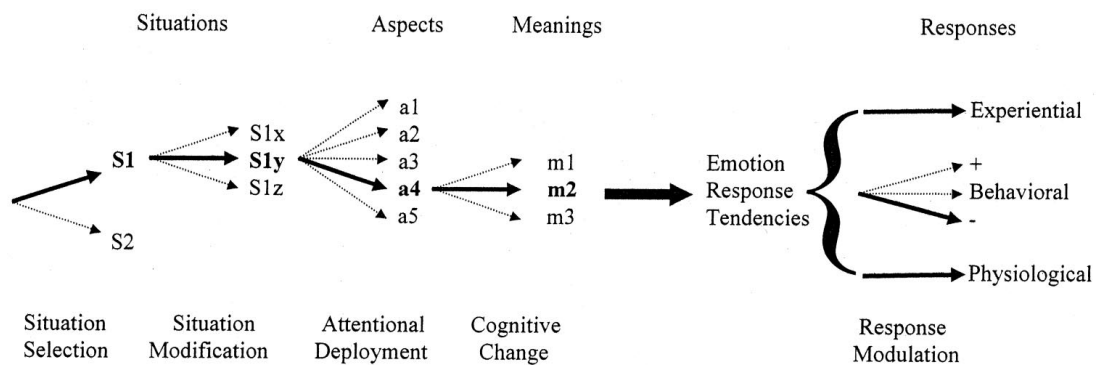 Situations Aspects Meanings Responses
a1
Experiential
S1x a2
S1 S1y a3 m1 Emotion +
S1z a4 m2 Response Behavioral
a5 m3 Tendencies -
S2
Physiological
Situation Situation Attentional Cognitive Response
Selection Modification Deployment Change Modulation